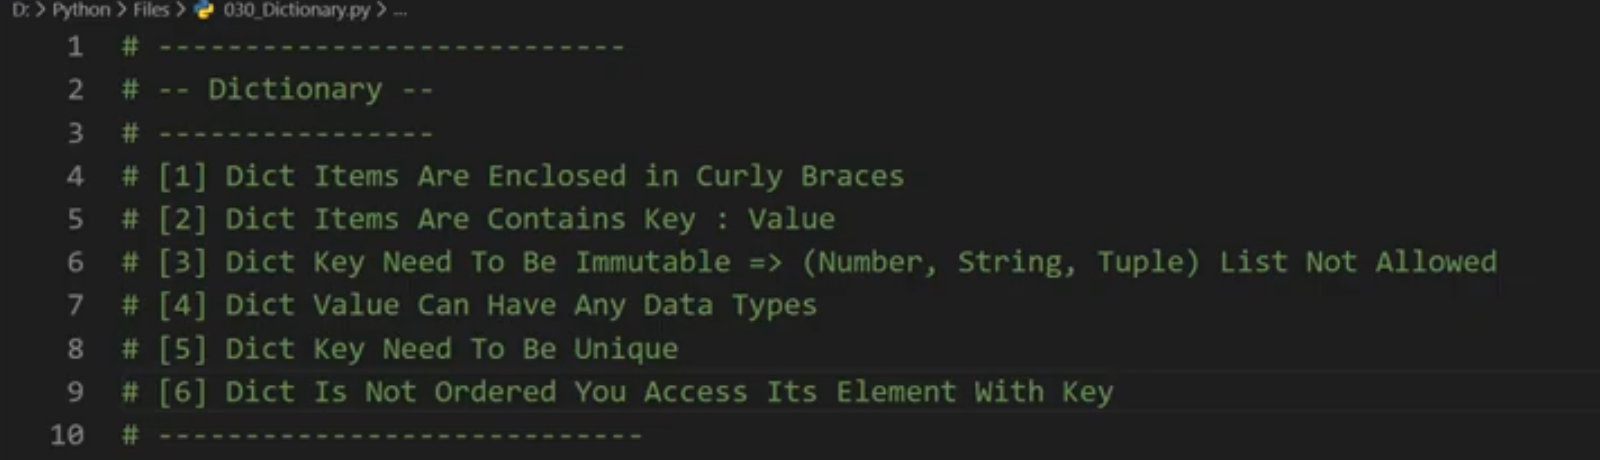 D: > Python > Files > 030_Dictionary.py > ...
1 # ---------------------------
2 # -- Dictionary --
3 # ----------------
4 # [1] Dict Items Are Enclosed in Curly Braces
5 # [2] Dict Items Are Contains Key : Value
6 # [3] Dict Key Need To Be Immutable => (Number, String, Tuple) List Not Allowed
7 # [4] Dict Value Can Have Any Data Types
8 # [5] Dict Key Need To Be Unique
9 # [6] Dict Is Not Ordered You Access Its Element With Key
10 # ----------------------------